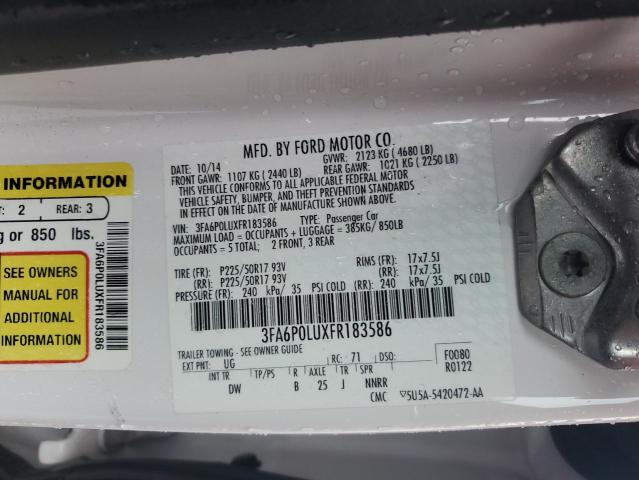 INFORMATION
2 REAR: 3
g or 850 lbs.
SEE OWNERS
MANUAL FOR
ADDITIONAL
INFORMATION
3FA6P0LUXFR183586
MFD. BY FORD MOTOR CO.
DATE: 10/14 GVWR: 2123 KG ( 4680 LB)
FRONT GAWR: 1107 KG ( 2440 LB) REAR GAWR: 1021 KG ( 2250 LB)
THIS VEHICLE CONFORMS TO ALL APPLICABLE FEDERAL MOTOR
VEHICLE SAFETY, BUMPER, AND THEFT PREVENTION STANDARDS
IN EFFECT ON THE DATE OF MANUFACTURE SHOWN ABOVE.
VIN: 3FA6P0LUXFR183586 TYPE: Passenger Car
MAXIMUM LOAD = OCCUPANTS + LUGGAGE = 385KG/ 850LB
OCCUPANTS = 5 TOTAL; 2 FRONT, 3 REAR
TIRE (FR): P225/50R17 93V RIMS (FR): 17x7.5J
(RR): P225/50R17 93V (RR): 17x7.5J
PRESSURE (FR): 240 kPa/ 35 PSI COLD (RR): 240 kPa/ 35 PSI COLD
3FA6P0LUXFR183586
TRAILER TOWING - SEE OWNER GUIDE
EXT PNT: UG RC: 71 DSO: F0080
R0122
INT TR TP/PS R AXLE TR SPR
DW B 25 J NNRR
CMC ▽5U5A-5420472-AA